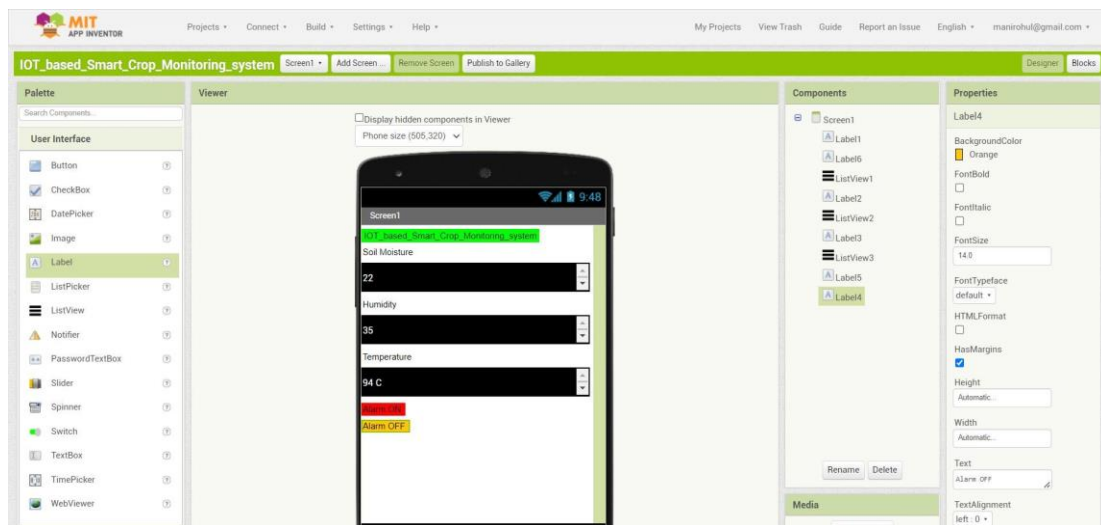 MIT
APP INVENTOR
Projects
Connect
Build
Settings
Help
My Projects
View Trash
Guide
Report an Issue
English
manirohul@gmail.com
IOT_based_Smart_Crop_Monitoring_system
Screen1
Add Screen ...
Remove Screen
Publish to Gallery
Designer
Blocks
Palette
Search Components...
User Interface
Button
CheckBox
DatePicker
Image
Label
ListPicker
ListView
Notifier
PasswordTextBox
Slider
Spinner
Switch
TextBox
TimePicker
WebViewer
Viewer
Display hidden components in Viewer
Phone size (505,320)
9:48
Screen1
IOT_based_Smart_Crop_Monitoring_system
Soil Moisture
22
Humidity
35
Temperature
94 C
Alarm ON
Alarm OFF
Components
Screen1
Label1
Label6
ListView1
Label2
ListView2
Label3
ListView3
Label5
Label4
Rename
Delete
Media
Properties
Label4
BackgroundColor
Orange
FontBold
FontItalic
FontSize
14.0
FontTypeface
default
HTMLFormat
HasMargins
Height
Automatic...
Width
Automatic...
Text
Alarm OFF
TextAlignment
left : 0